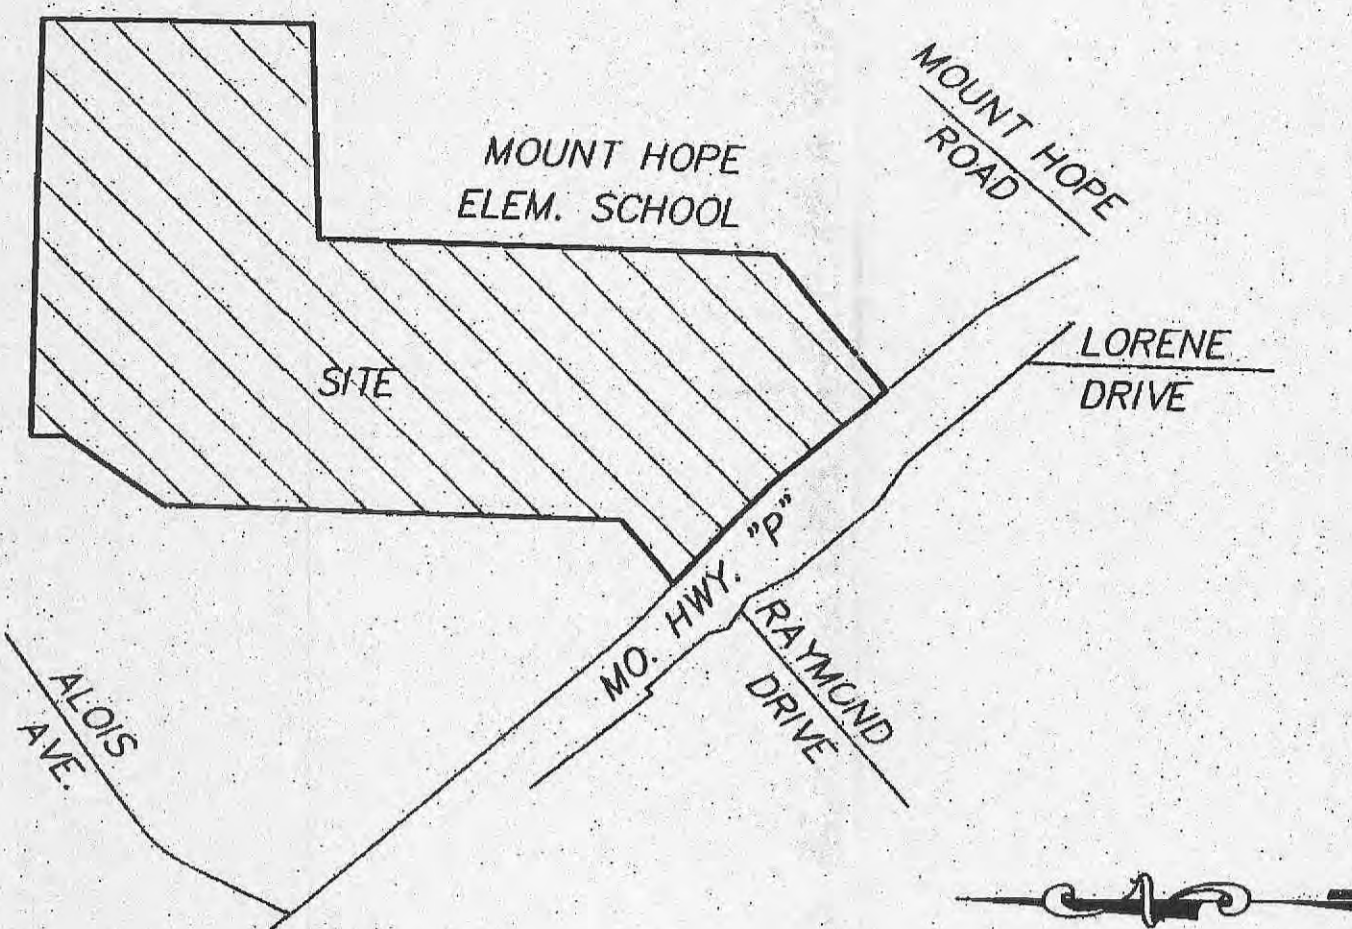 MOUNT HOPE
ROAD
MOUNT HOPE
ELEM. SCHOOL
LORENE
DRIVE
SITE
MO. HWY. "P"
RAYMOND
DRIVE
ALOIS
AVE.